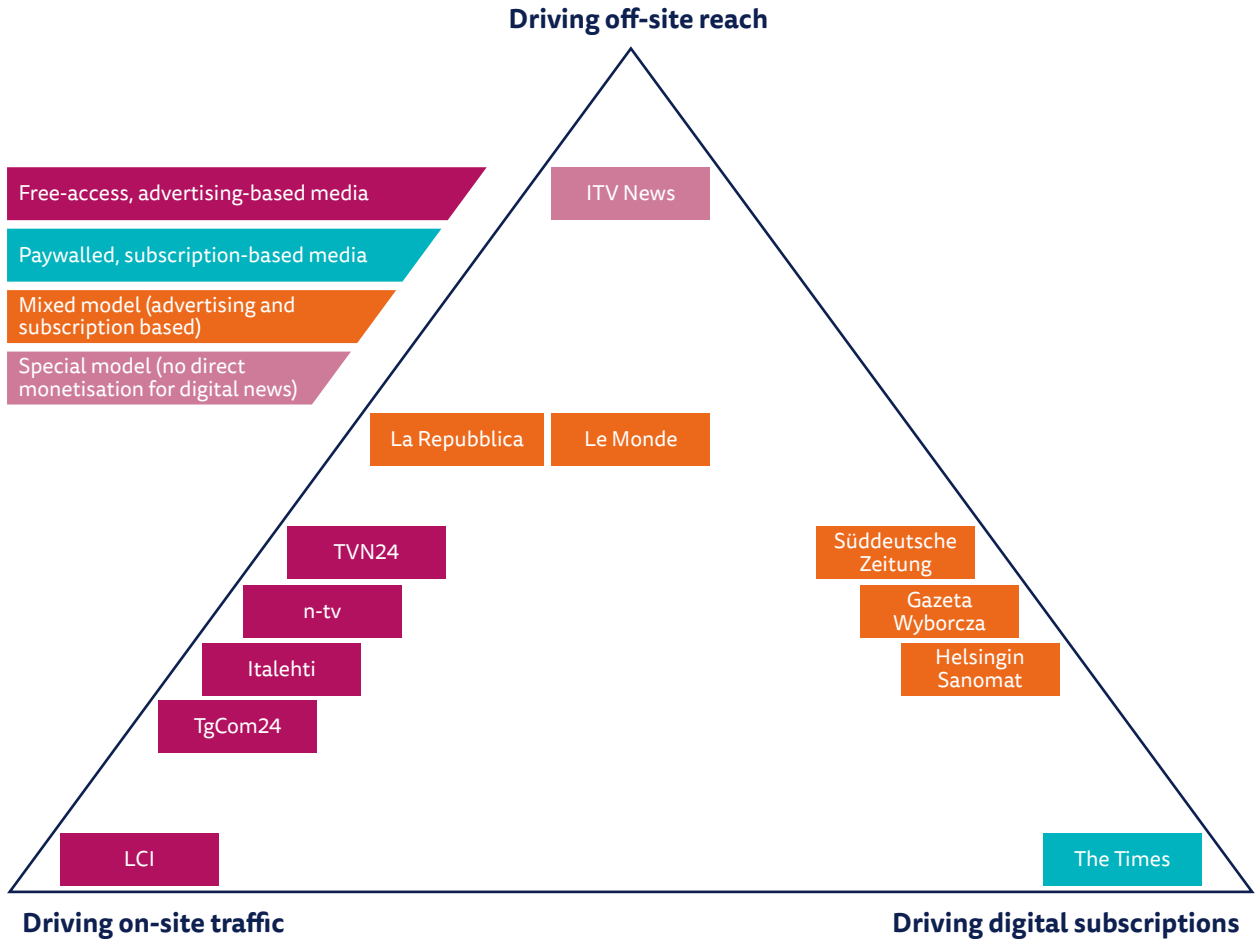 Driving off-site reach
Free-access, advertising-based media
ITV News
Paywalled, subscription-based media
Mixed model (advertising and
subscription based)
Special model (no direct
monetisation for digital news)
La Repubblica
Le Monde
TVN24
Süddeutsche
Zeitung
n-tv
Gazeta
Wyborcza
Italehti
Helsingin
Sanomat
TgCom24
LCI
The Times
Driving on-site traffic
Driving digital subscriptions